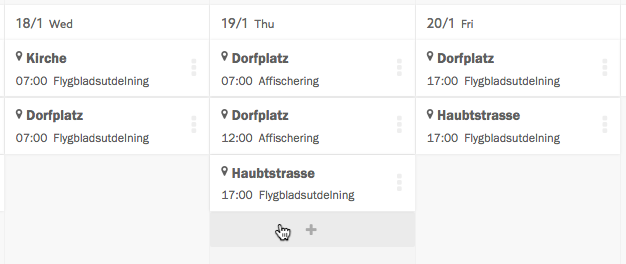 18/1 Wed
Kirche
07:00 Flygbladsutdelning
Dorfplatz
07:00 Flygbladsutdelning
19/1 Thu
Dorfplatz
07:00 Affischering
Dorfplatz
12:00 Affischering
Haubtstrasse
17:00 Flygbladsutdelning
+
20/1 Fri
Dorfplatz
17:00 Flygbladsutdelning
Haubtstrasse
17:00 Flygbladsutdelning